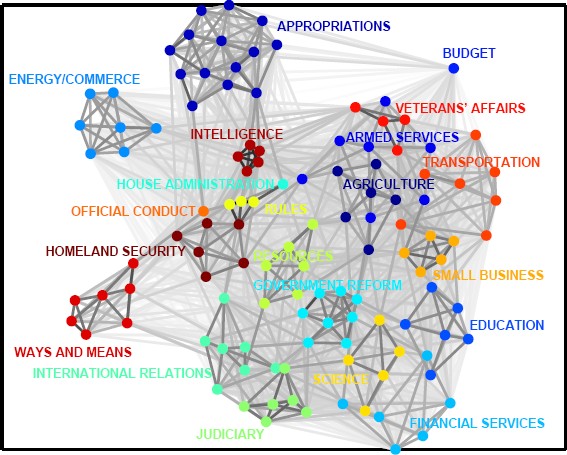 APPROPRIATIONS
BUDGET
ENERGY/COMMERCE
VETERANS' AFFAIRS
INTELLIGENCE
ARMED SERVICES
TRANSPORTATION
HOUSE ADMINISTRATION
AGRICULTURE
OFFICIAL CONDUCT
RULES
HOMELAND SECURITY
RESOURCES
SMALL BUSINESS
GOVERNMENT REFORM
EDUCATION
WAYS AND MEANS
INTERNATIONAL RELATIONS
SCIENCE
FINANCIAL SERVICES
JUDICIARY